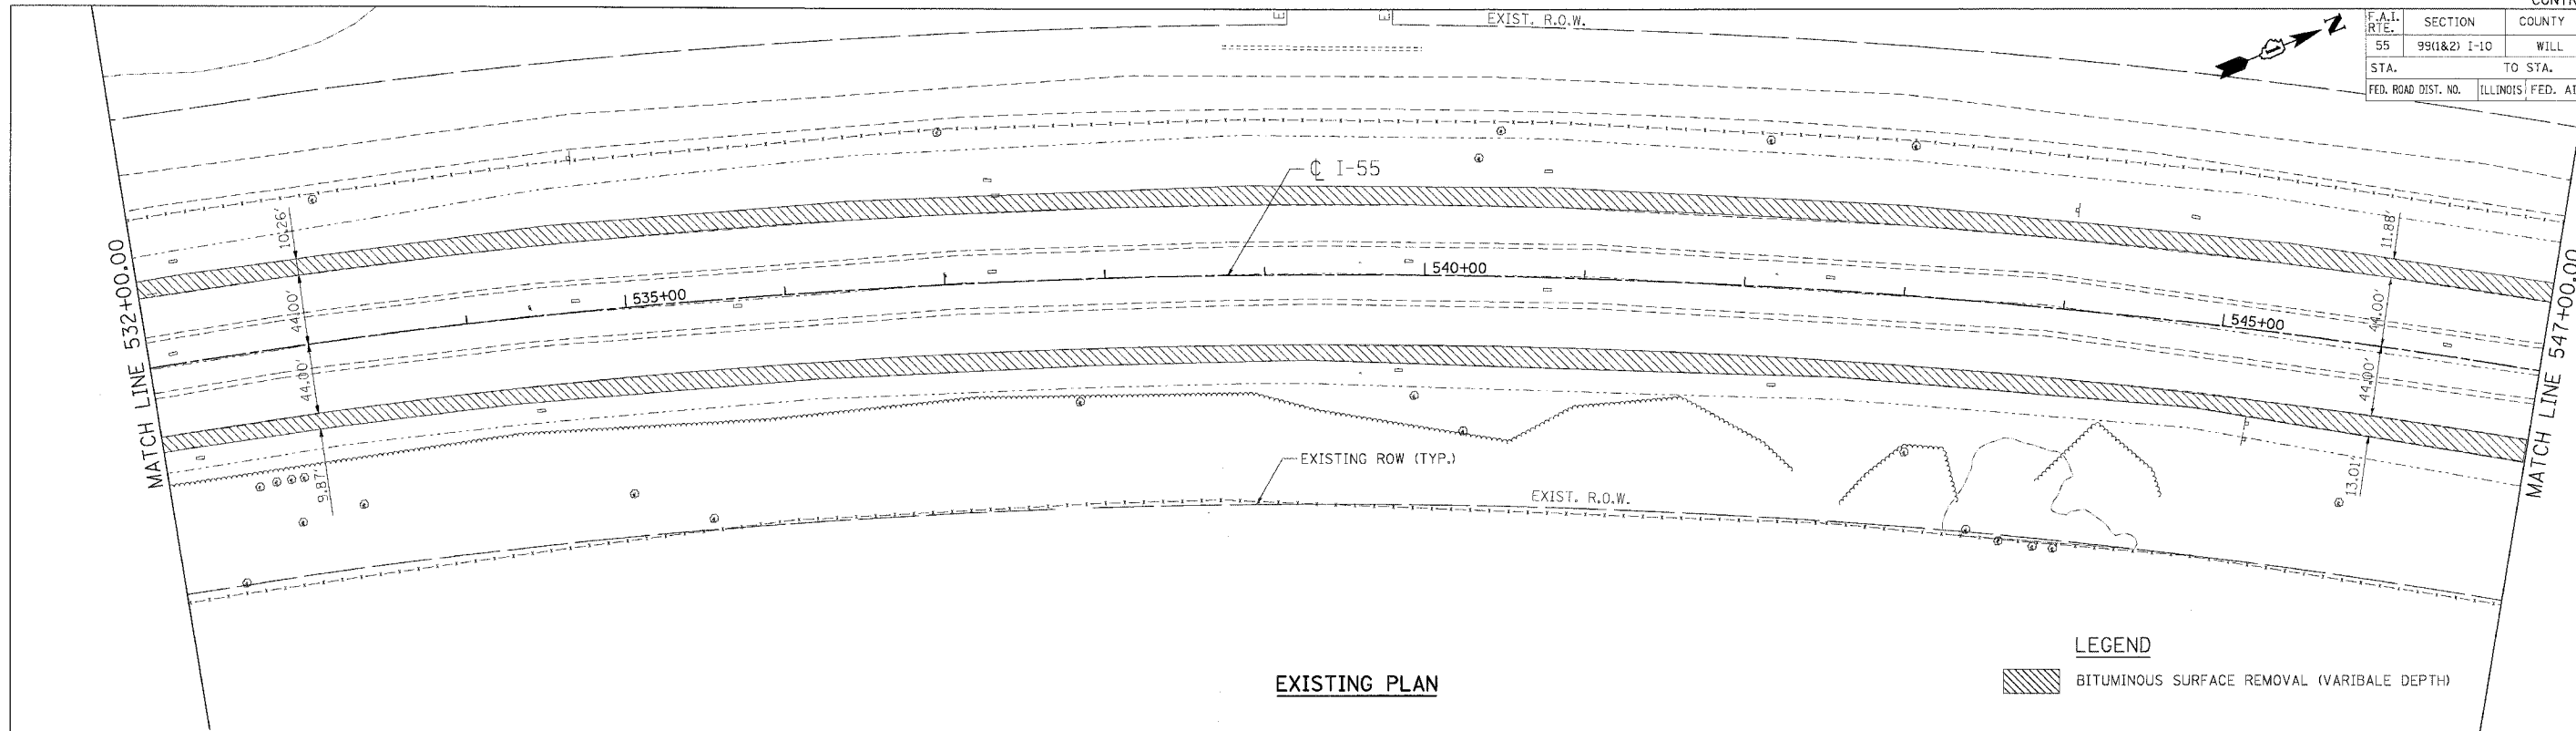 CONTR
EXIST. R.O.W.
N
F.A.I. RTE. SECTION COUNTY
55 99(1&2) I-10 WILL
STA. TO STA.
FED. ROAD DIST. NO. ILLINOIS FED. AI
℄ I-55
10.26'
11.88'
MATCH LINE 532+00.00
44.00'
535+00
540+00
545+00
44.00'
MATCH LINE 547+00.00
44.00'
44.00'
9.87'
13.01'
EXISTING ROW (TYP.)
EXIST. R.O.W.
LEGEND
EXISTING PLAN
BITUMINOUS SURFACE REMOVAL (VARIBALE DEPTH)